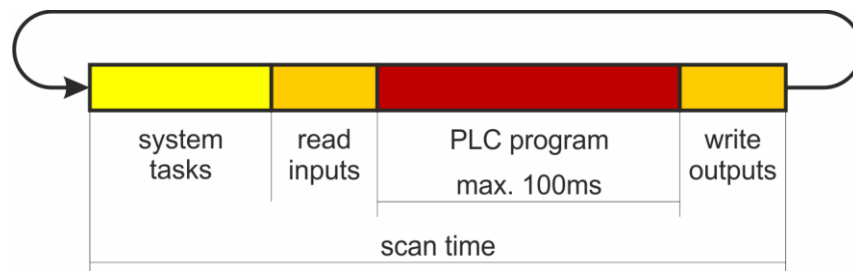 system
tasks
read
inputs
PLC program
max. 100ms
write
outputs
scan time